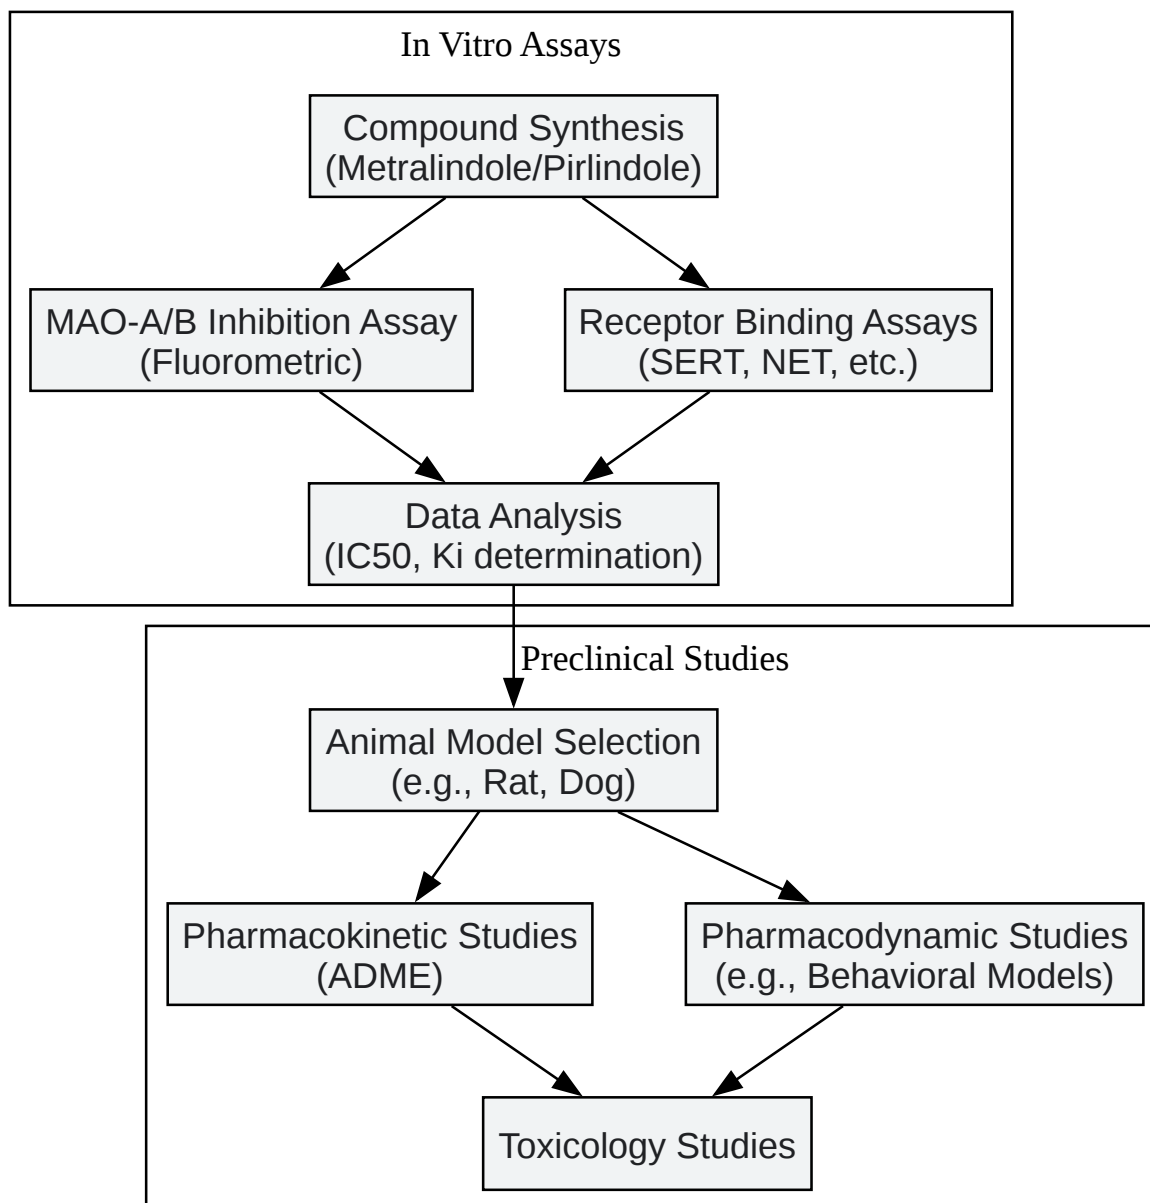 In Vitro Assays
Compound Synthesis
(Metralindole/Pirlindole)
MAO-A/B Inhibition Assay
(Fluorometric)
Receptor Binding Assays
(SERT, NET, etc.)
Data Analysis
(IC50, Ki determination)
Preclinical Studies
Animal Model Selection
(e.g., Rat, Dog)
Pharmacokinetic Studies
(ADME)
Pharmacodynamic Studies
(e.g., Behavioral Models)
Toxicology Studies